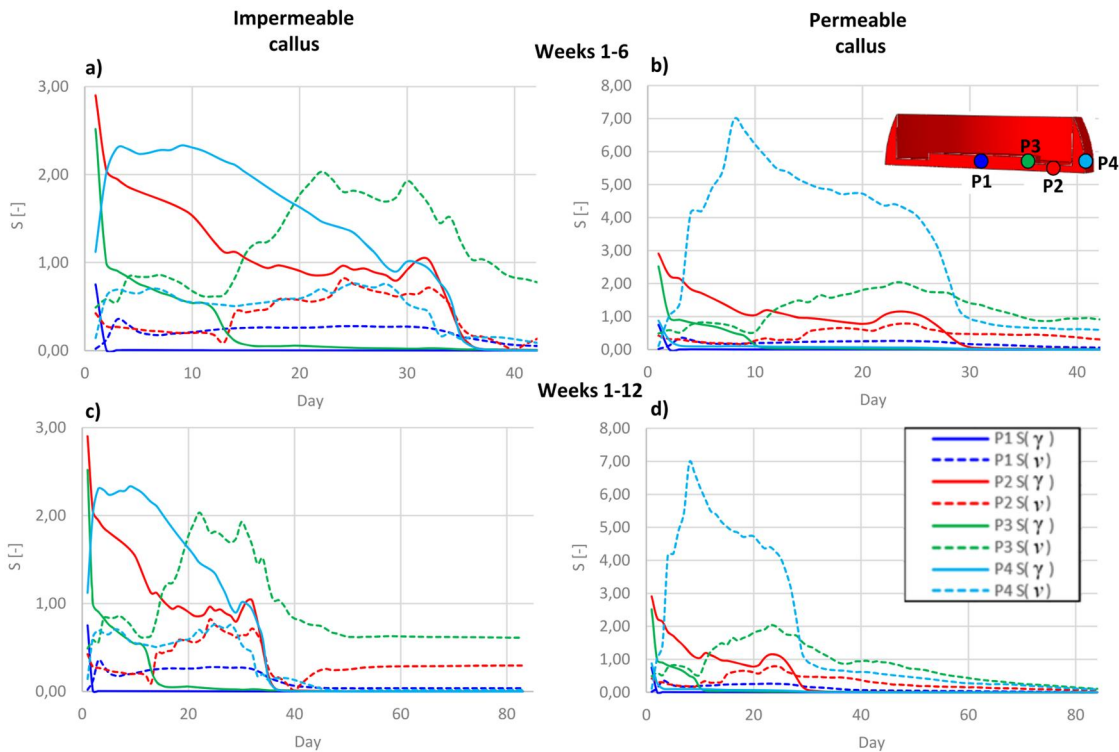 Impermeable
callus
Permeable
callus
Weeks 1-6
a)
3,00
2,00
1,00
0,00
S [-]
0
10
20
30
40
Day
b)
8,00
7,00
6,00
5,00
4,00
3,00
2,00
1,00
0,00
S [-]
0
10
20
30
40
Day
P3
P4
P1
P2
Weeks 1-12
c)
3,00
2,00
1,00
0,00
S [-]
0
20
40
60
80
Day
d)
8,00
7,00
6,00
5,00
4,00
3,00
2,00
1,00
0,00
S [-]
0
20
40
60
80
Day
P1 S(γ)
P1 S(ν)
P2 S(γ)
P2 S(ν)
P3 S(γ)
P3 S(ν)
P4 S(γ)
P4 S(ν)